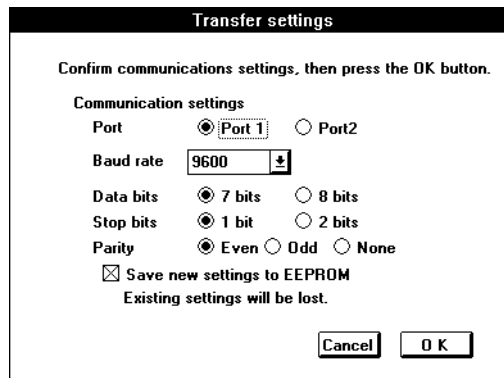 Transfer settings
Confirm communications settings, then press the OK button.
Communication settings
Port Port 1 Port2
Baud rate 9600
Data bits 7 bits 8 bits
Stop bits 1 bit 2 bits
Parity Even Odd None
Save new settings to EEPROM
Existing settings will be lost.
Cancel O K